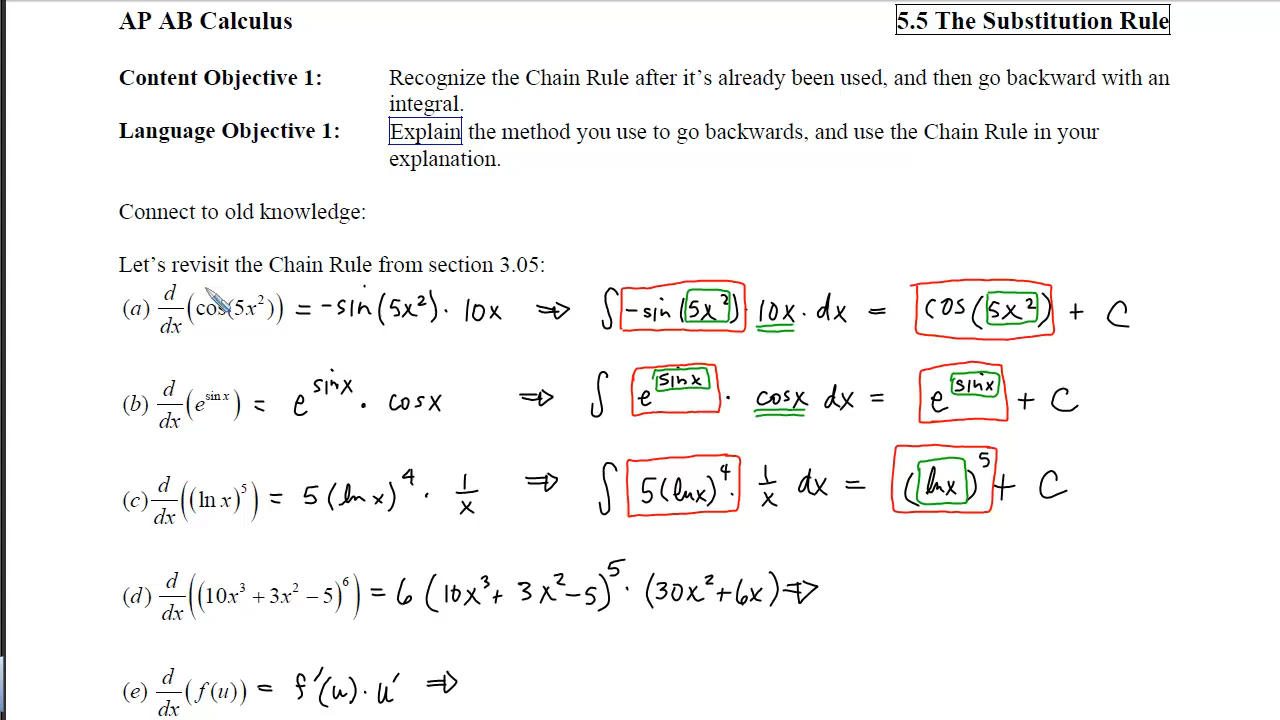 AP AB Calculus 5.5 The Substitution Rule
Content Objective 1: Recognize the Chain Rule after it's already been used, and then go backward with an
integral.
Language Objective 1: Explain the method you use to go backwards, and use the Chain Rule in your
explanation.
Connect to old knowledge:
Let's revisit the Chain Rule from section 3.05:
(a) d/dx (cos(5x²)) = -sin(5x²) · 10x ⇒ ∫ -sin(5x²) · 10x · dx = cos(5x²) + C
(b) d/dx (e^(sin x)) = e^(sinx) · cosx ⇒ ∫ e^(sinx) · cosx dx = e^(sinx) + C
(c) d/dx ((ln x)⁵) = 5(lnx)⁴ · 1/x ⇒ ∫ 5(lnx)⁴ · 1/x dx = (lnx)⁵ + C
(d) d/dx ((10x³ + 3x² − 5)⁶) = 6(10x³ + 3x² − 5)⁵ · (30x² + 6x) ⇒
(e) d/dx (f(u)) = f'(u) · u' ⇒